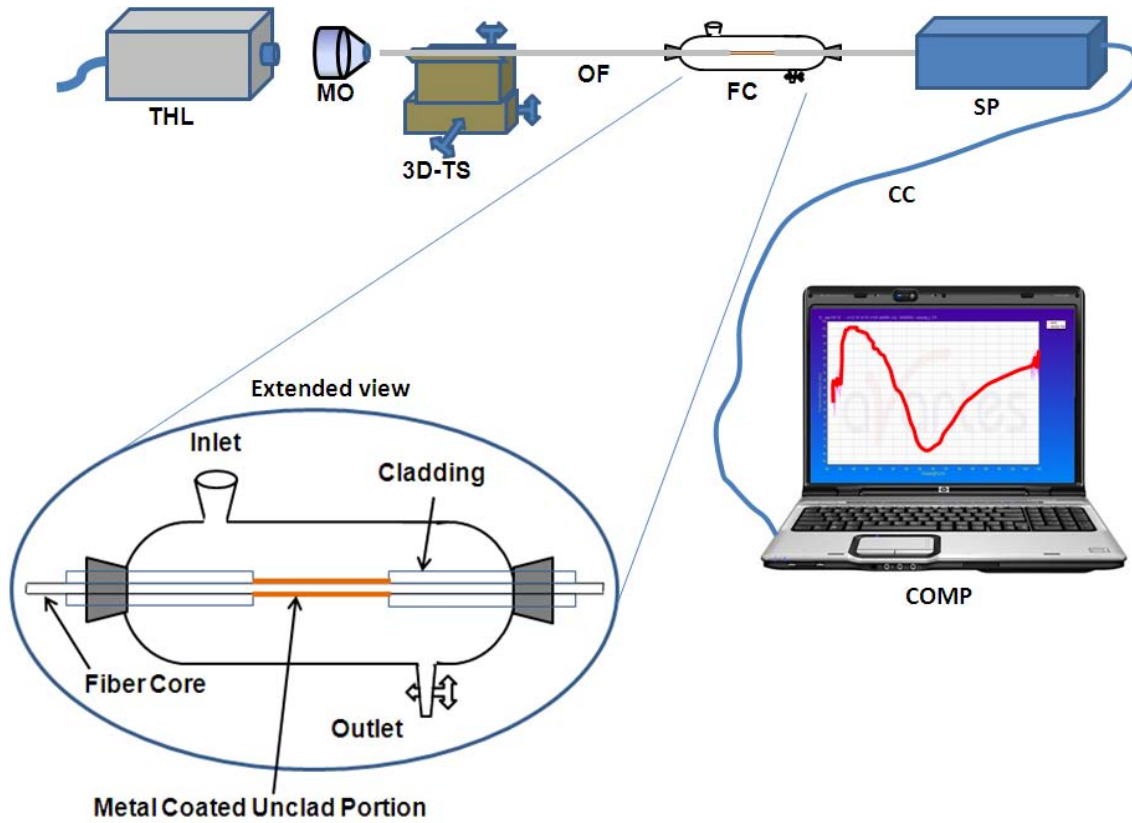 THL
MO
3D-TS
OF
FC
SP
CC
Extended view
Inlet
Cladding
Fiber Core
Outlet
Metal Coated Unclad Portion
COMP